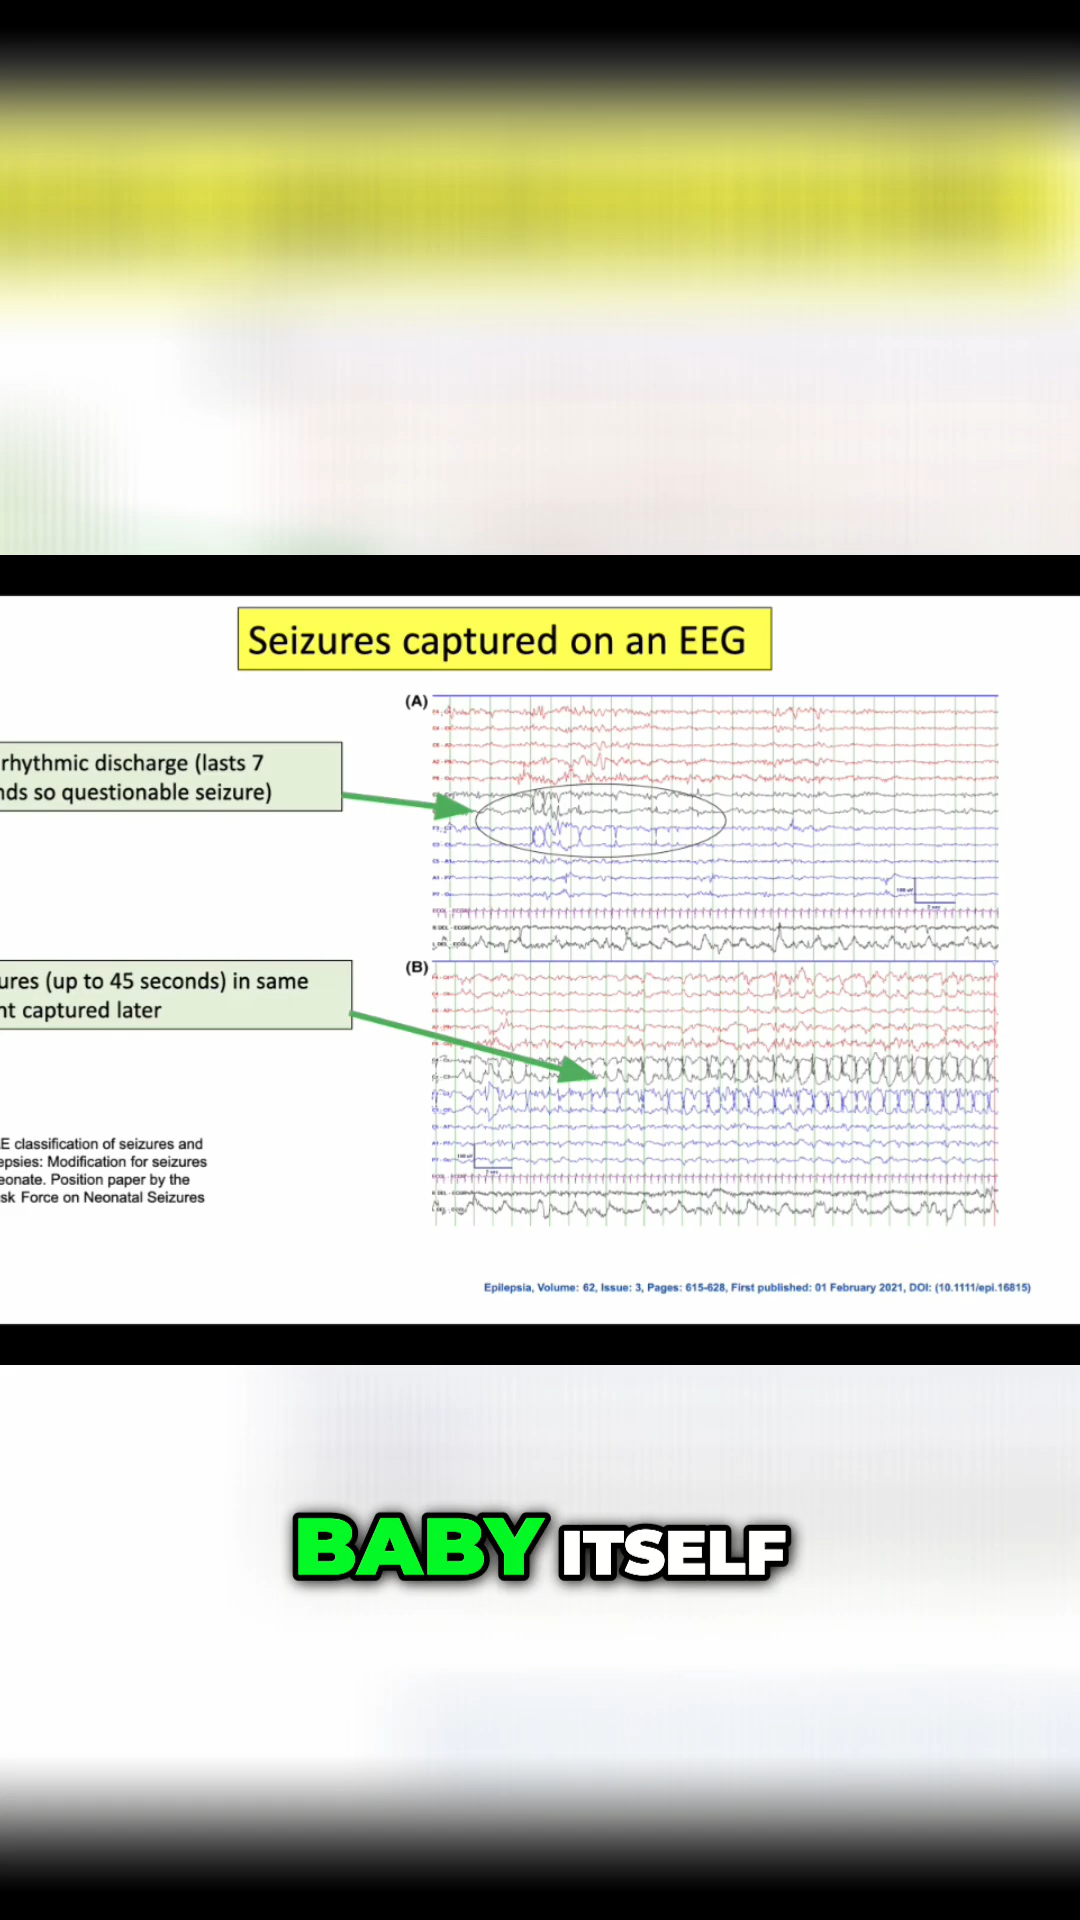 Seizures captured on an EEG
(A)
rhythmic discharge (lasts 7
nds so questionable seizure)
(B)
ures (up to 45 seconds) in same
nt captured later
E classification of seizures and
epsies: Modification for seizures
eonate. Position paper by the
sk Force on Neonatal Seizures
Epilepsia, Volume: 62, Issue: 3, Pages: 615-628, First published: 01 February 2021, DOI: (10.1111/epi.16815)
BABY ITSELF